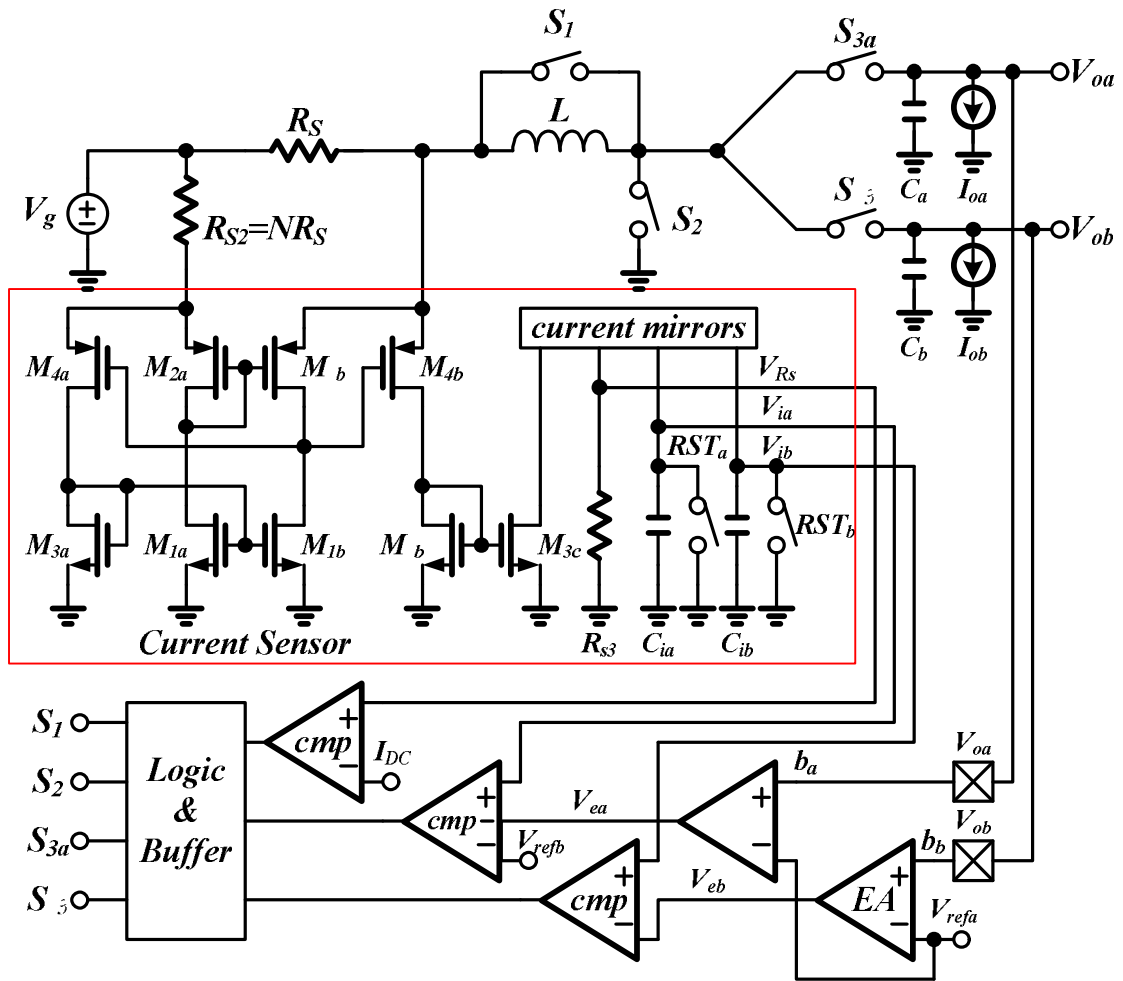 S1
S3a
Voa
RS
L
Vg
RS2=NRS
S2
S
Ca
Ioa
Vob
Cb
Iob
current mirrors
M4a
M2a
M b
M4b
VRs
Via
RSTa
Vib
M3a
M1a
M1b
M b
M3c
RSTb
Current Sensor
Rs3
Cia
Cib
S1
S2
S3a
S
Logic
&
Buffer
+
cmp
−
IDC
+
cmp
−
Vea
Vrefb
ba
Voa
+
−
Vob
bb
+
cmp
−
Veb
+
EA
−
Vrefa